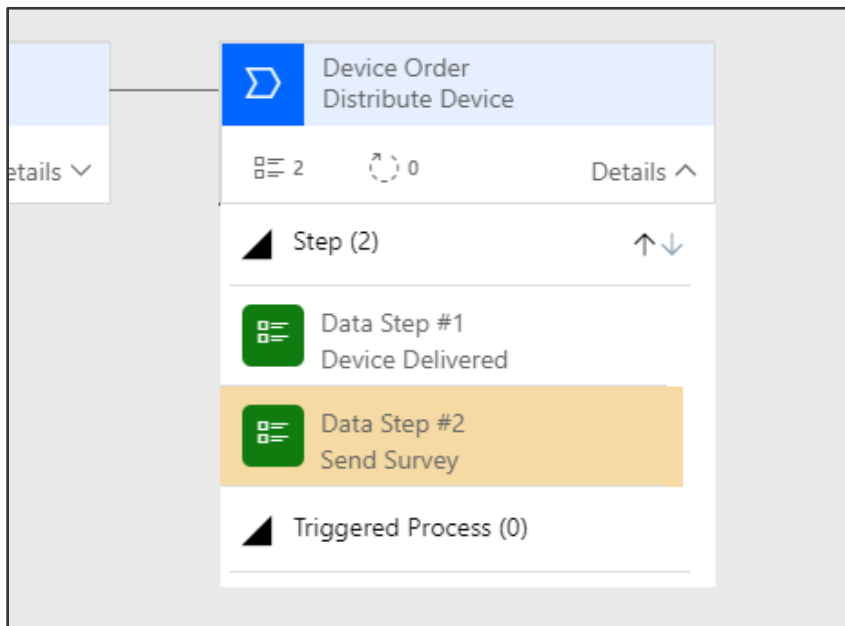 Device Order
Distribute Device
Details
2
0
Details
Step (2)
Data Step #1
Device Delivered
Data Step #2
Send Survey
Triggered Process (0)